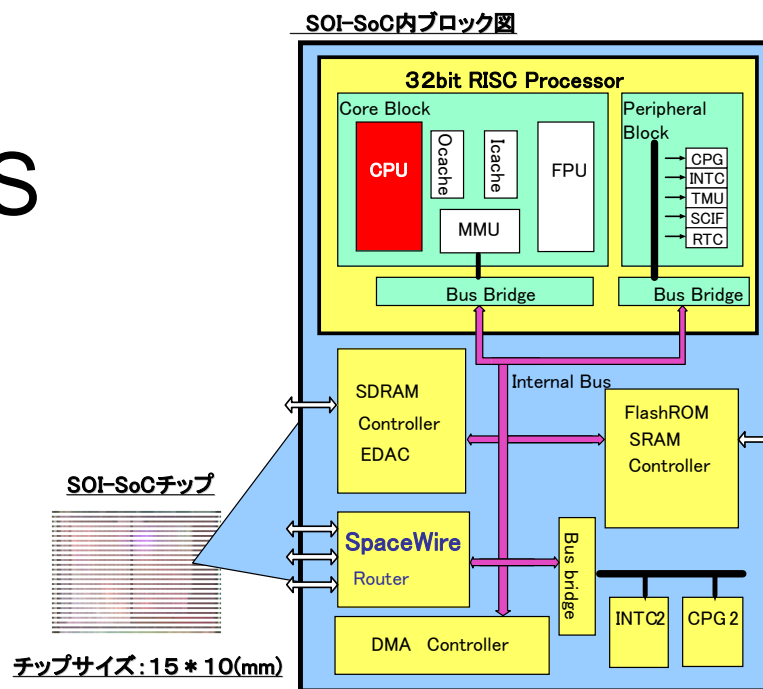 SOI-SoC内ブロック図
S
32bit RISC Processor
Core Block
CPU
Ocache
Icache
FPU
MMU
Bus Bridge
Peripheral
Block
CPG
INTC
TMU
SCIF
RTC
Bus Bridge
Internal Bus
SDRAM
Controller
EDAC
FlashROM
SRAM
Controller
SOI-SoCチップ
チップサイズ:15*10(mm)
SpaceWire
Router
Bus bridge
INTC2
CPG2
DMA Controller